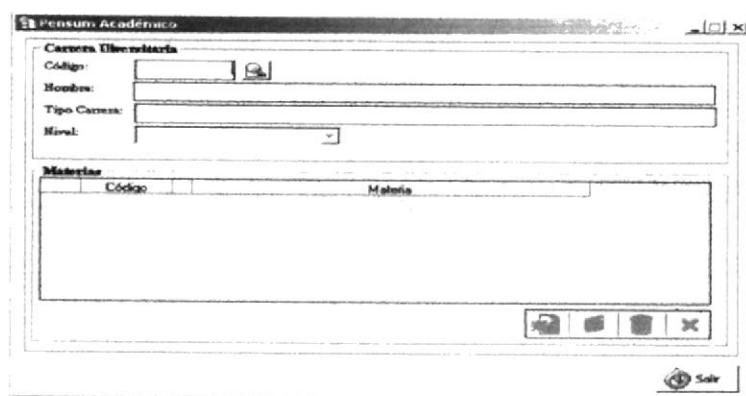 Pensum Académico
Carrera Universitaria
Código:
Nombre:
Tipo Carrera:
Nivel:
Materias
Código Materia
Salir